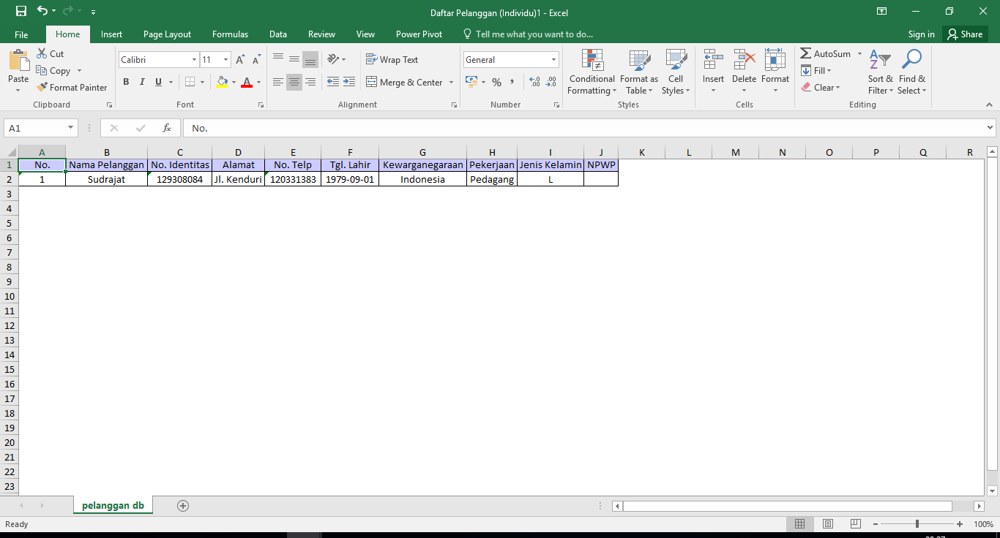 Daftar Pelanggan (Individu)1 - Excel
File Home Insert Page Layout Formulas Data Review View Power Pivot Tell me what you want to do... Sign in Share
Paste
Cut
Copy
Format Painter
Clipboard
Calibri 11 A A
B I U A
Font
Wrap Text
Merge & Center
Alignment
General
% , .0 .00 .00 .0
Number
Conditional Formatting
Format as Table
Cell Styles
Styles
Insert Delete Format
Cells
AutoSum
Fill
Clear
Sort & Filter
Find & Select
Editing
A1 fx No.
A B C D E F G H I J K L M N O P Q R
1 No. Nama Pelanggan No. Identitas Alamat No. Telp Tgl. Lahir Kewarganegaraan Pekerjaan Jenis Kelamin NPWP
2 1 Sudrajat 129308084 Jl. Kenduri 120331383 1979-09-01 Indonesia Pedagang L
3
4
5
6
7
8
9
10
11
12
13
14
15
16
17
18
19
20
21
22
23
pelanggan db
Ready 100%